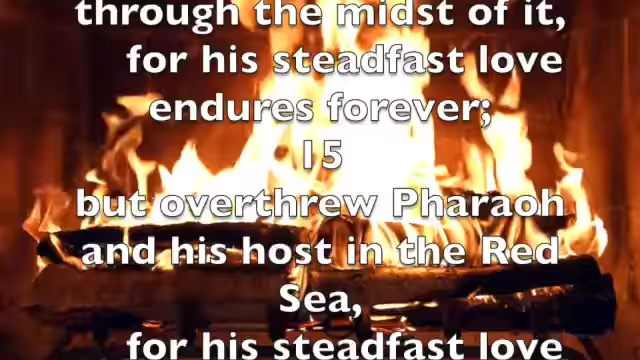 through the midst of it,
for his steadfast love
endures forever;
15
but overthrew Pharaoh
and his host in the Red
Sea,
for his steadfast love